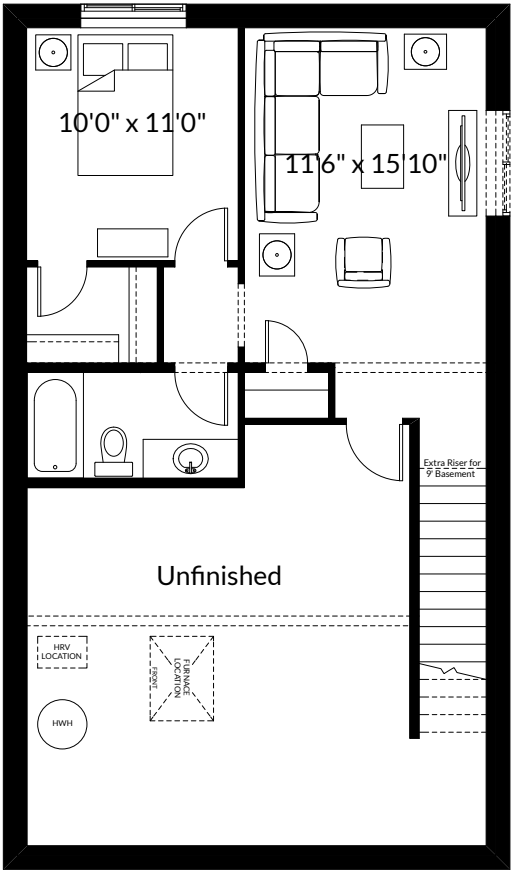 10'0" x 11'0"
11'6" x 15'10"
Extra Riser for
9' Basement
Unfinished
HRV
LOCATION
FURNACE
LOCATION
FRONT
HWH